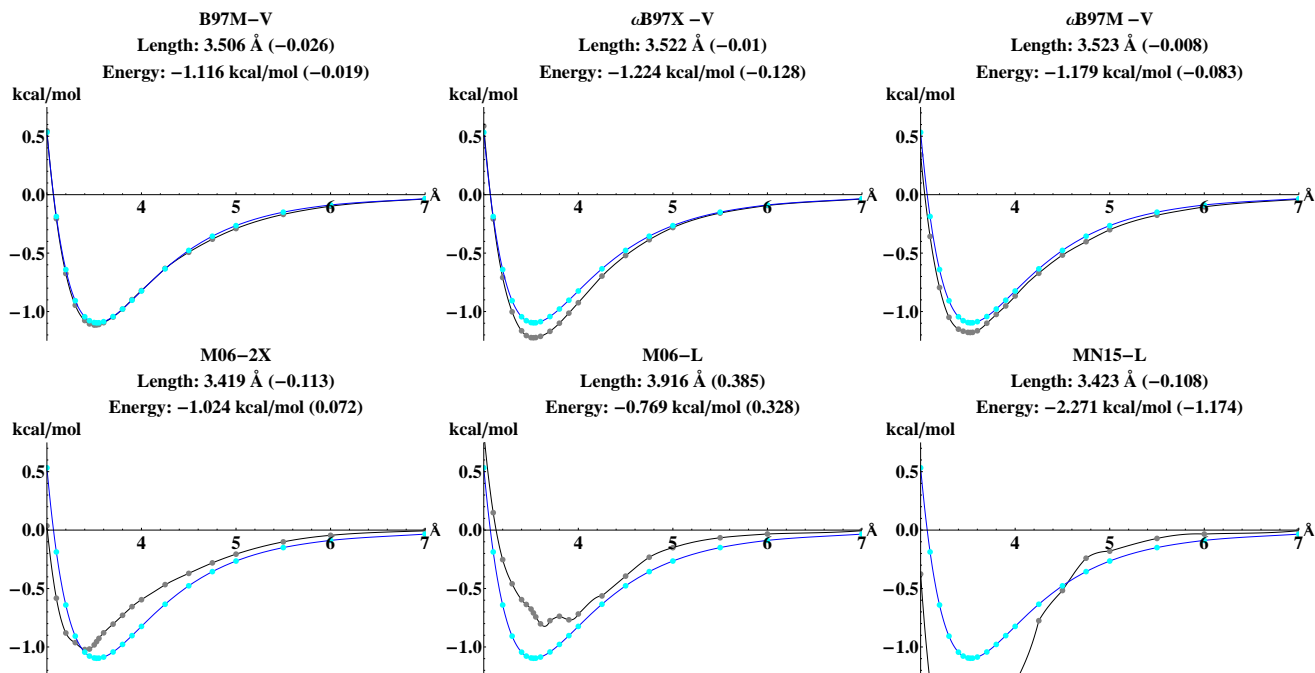 B97M−V
Length: 3.506 Å (−0.026)
Energy: −1.116 kcal/mol (−0.019)
kcal/mol
0.5
0.0
−0.5
−1.0
4
5
6
7
Å
ωB97X −V
Length: 3.522 Å (−0.01)
Energy: −1.224 kcal/mol (−0.128)
kcal/mol
0.5
0.0
−0.5
−1.0
4
5
6
7
Å
ωB97M −V
Length: 3.523 Å (−0.008)
Energy: −1.179 kcal/mol (−0.083)
kcal/mol
0.5
0.0
−0.5
−1.0
4
5
6
7
Å
M06−2X
Length: 3.419 Å (−0.113)
Energy: −1.024 kcal/mol (0.072)
kcal/mol
0.5
0.0
−0.5
−1.0
4
5
6
7
Å
M06−L
Length: 3.916 Å (0.385)
Energy: −0.769 kcal/mol (0.328)
kcal/mol
0.5
0.0
−0.5
−1.0
4
5
6
7
Å
MN15−L
Length: 3.423 Å (−0.108)
Energy: −2.271 kcal/mol (−1.174)
kcal/mol
0.5
0.0
−0.5
−1.0
4
5
6
7
Å